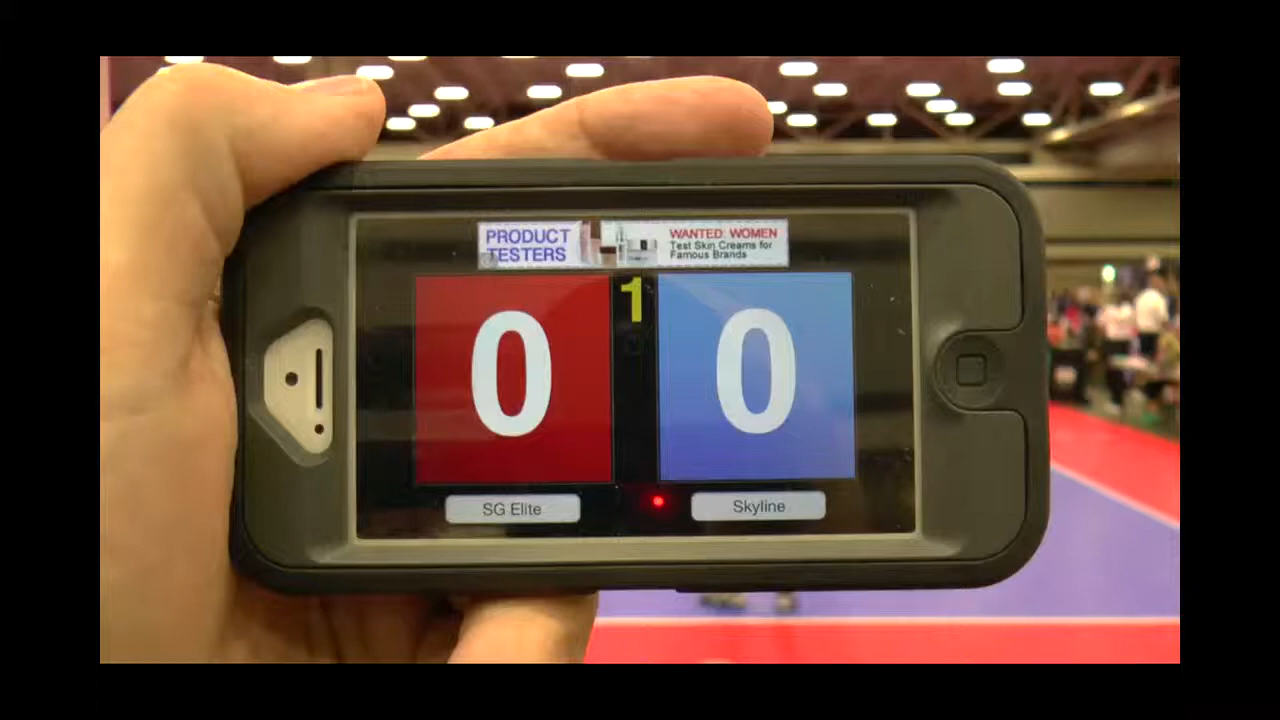 PRODUCT
TESTERS
WANTED: WOMEN
Test Skin Creams for
Famous Brands
0
1
0
SG Elite
Skyline